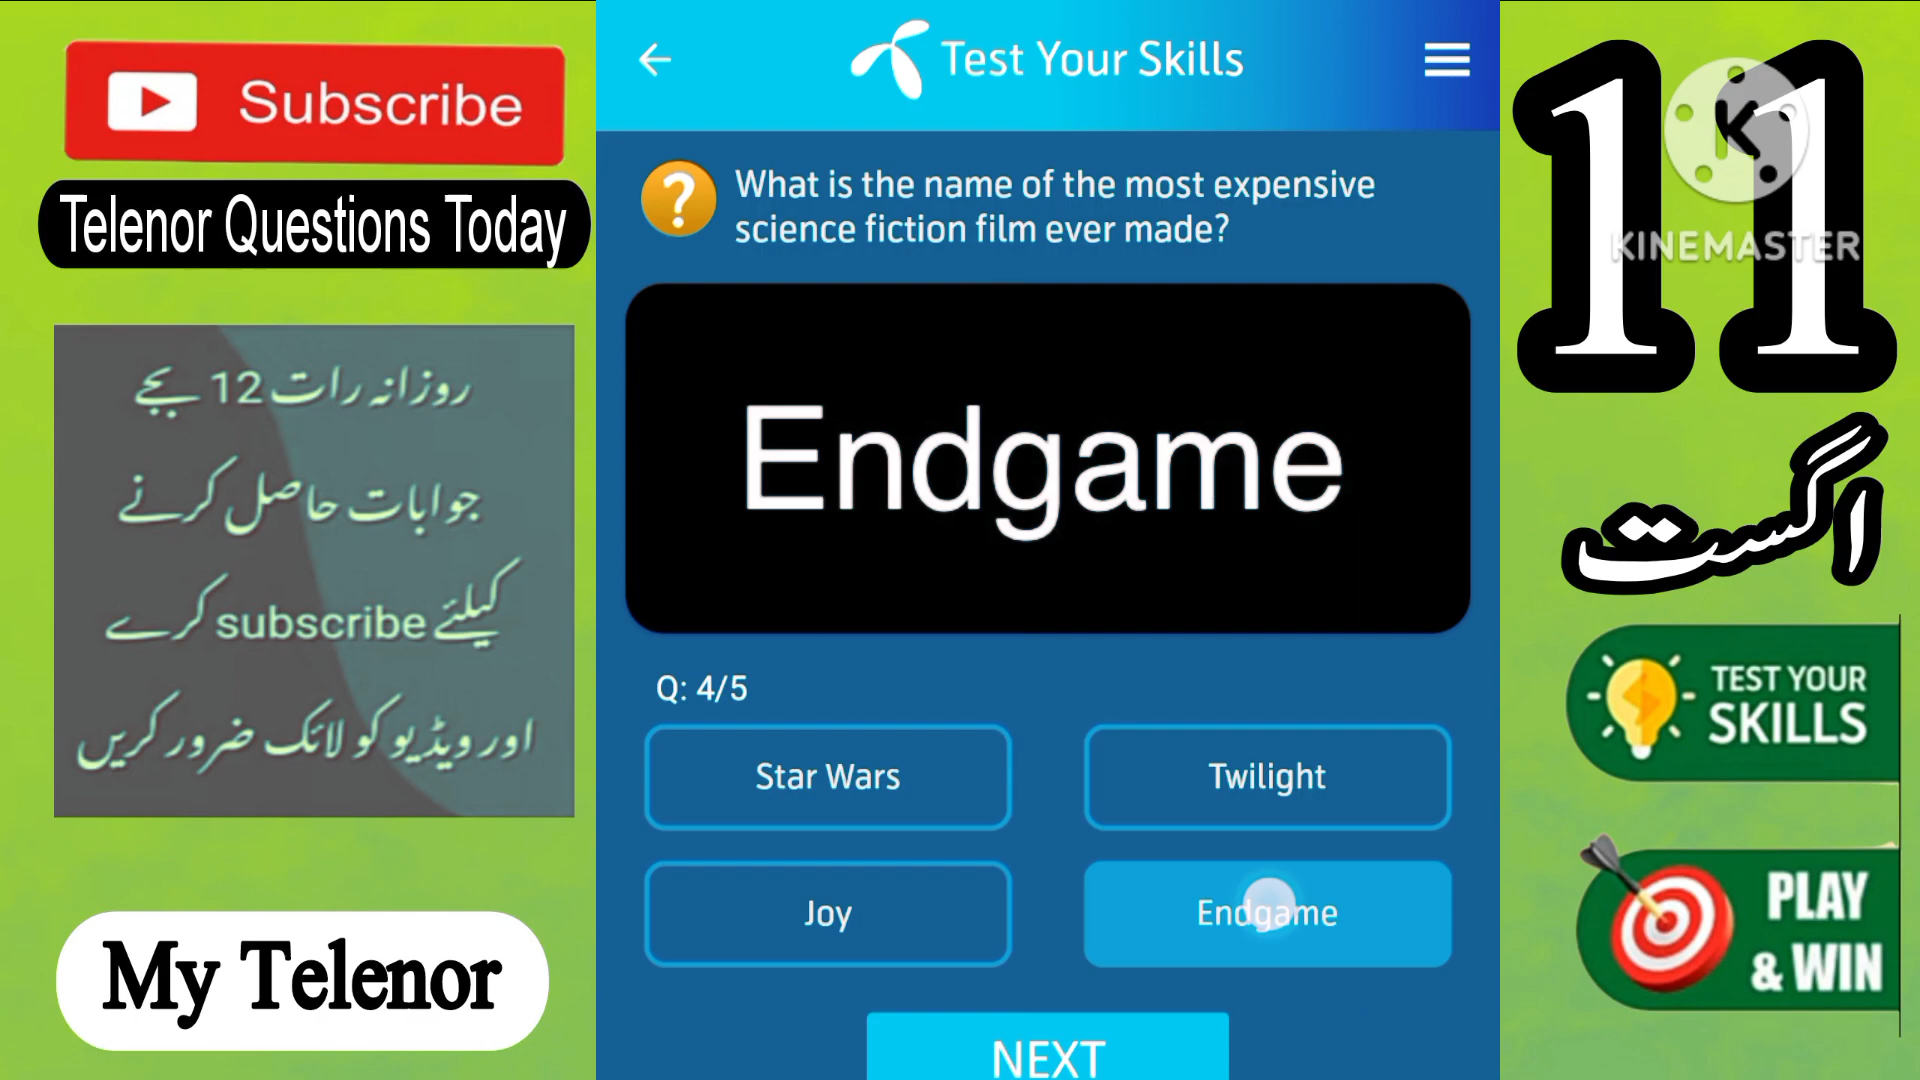 Subscribe
Telenor Questions Today
روزانہ رات 12 بجے
جوابات حاصل کرنے
کیلئے subscribe کرے
اور ویڈیو کو لائک ضرور کریں
My Telenor
Test Your Skills
What is the name of the most expensive
science fiction film ever made?
Endgame
Q: 4/5
Star Wars
Twilight
Joy
Endgame
NEXT
11
K
KINEMASTER
اگست
TEST YOUR
SKILLS
PLAY
& WIN